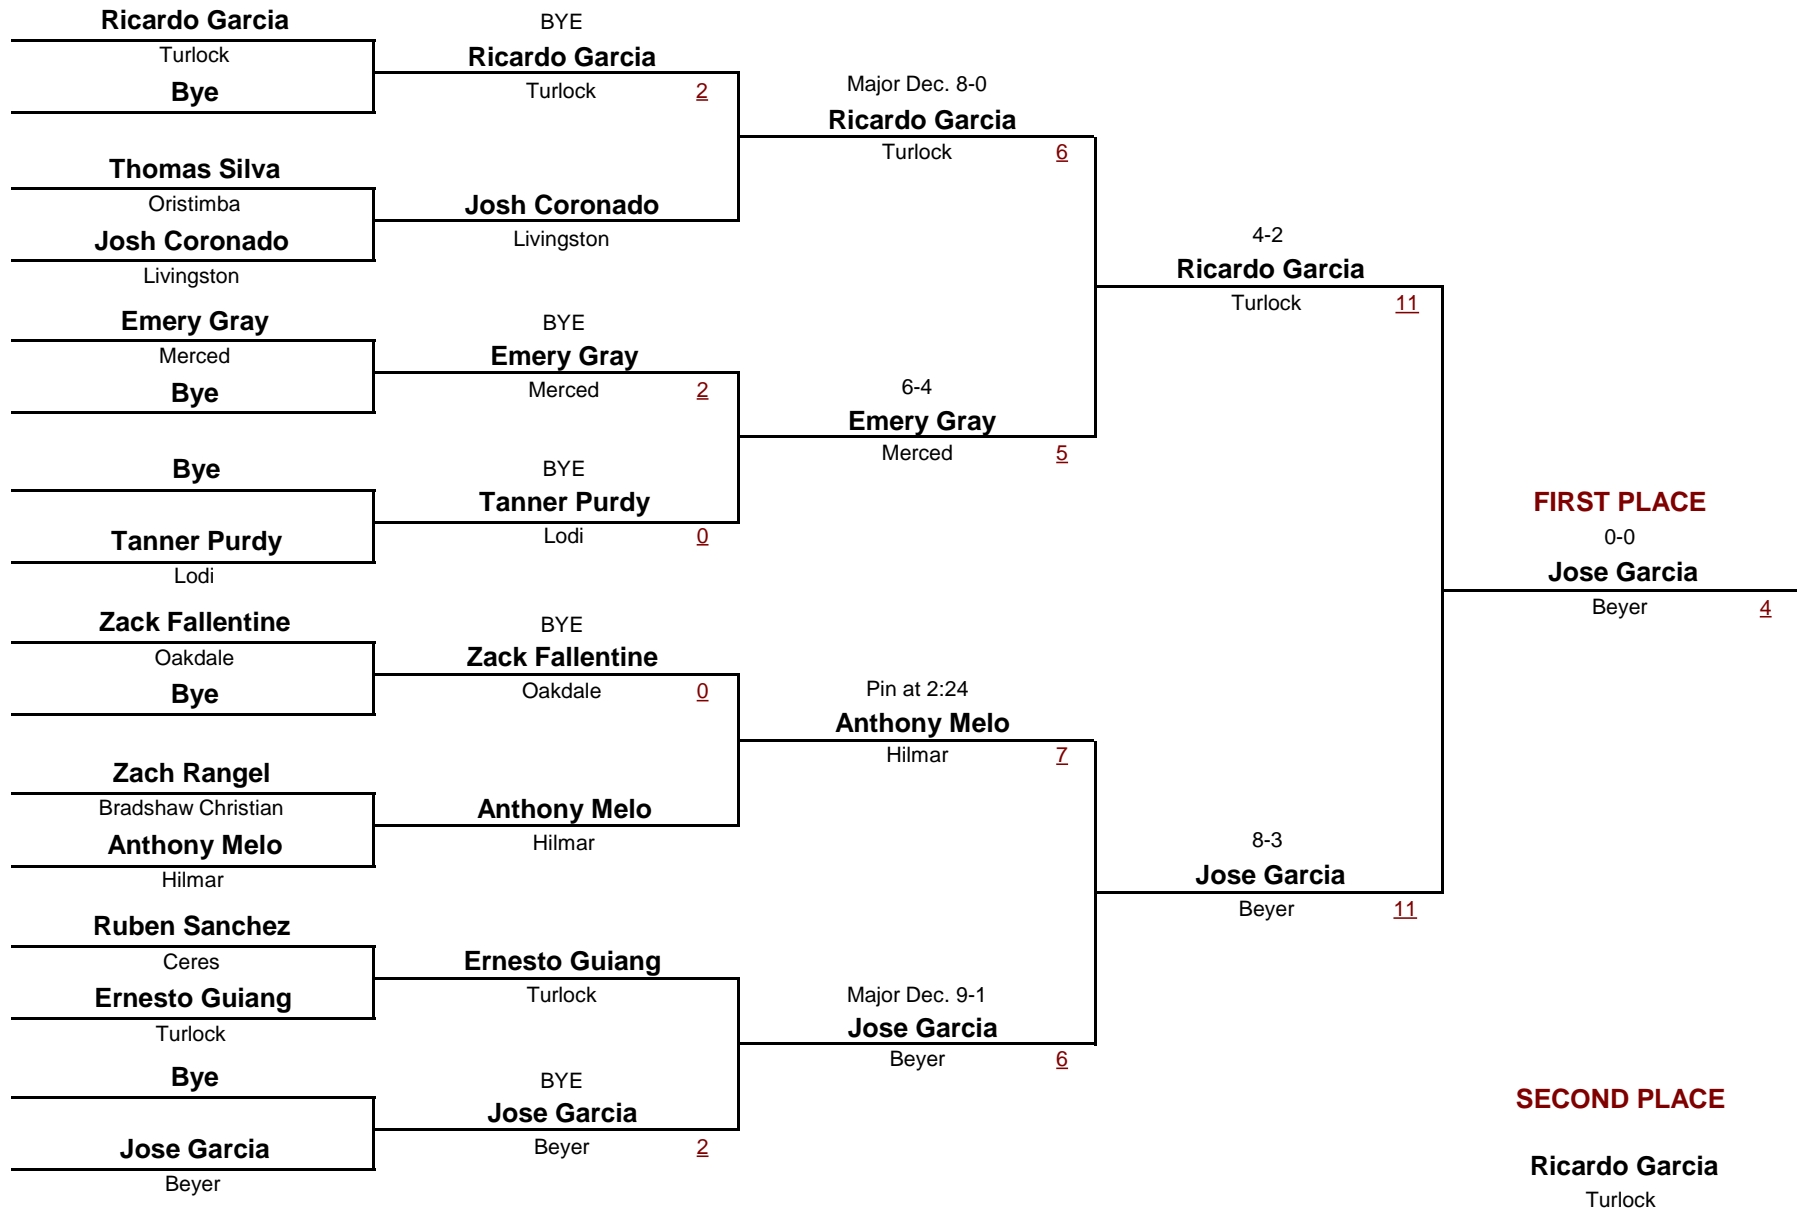 Ricardo Garcia
Turlock
Bye
Thomas Silva
Oristimba
Josh Coronado
Livingston
Emery Gray
Merced
Bye
Bye
Tanner Purdy
Lodi
Zack Fallentine
Oakdale
Bye
Zach Rangel
Bradshaw Christian
Anthony Melo
Hilmar
Ruben Sanchez
Ceres
Ernesto Guiang
Turlock
Bye
Jose Garcia
Beyer
BYE
Ricardo Garcia
Turlock 2
Josh Coronado
Livingston
BYE
Emery Gray
Merced 2
BYE
Tanner Purdy
Lodi 0
BYE
Zack Fallentine
Oakdale 0
Anthony Melo
Hilmar
Ernesto Guiang
Turlock
BYE
Jose Garcia
Beyer 2
Major Dec. 8-0
Ricardo Garcia
Turlock 6
6-4
Emery Gray
Merced 5
Pin at 2:24
Anthony Melo
Hilmar 7
Major Dec. 9-1
Jose Garcia
Beyer 6
4-2
Ricardo Garcia
Turlock 11
8-3
Jose Garcia
Beyer 11
FIRST PLACE
0-0
Jose Garcia
Beyer 4
SECOND PLACE
Ricardo Garcia
Turlock